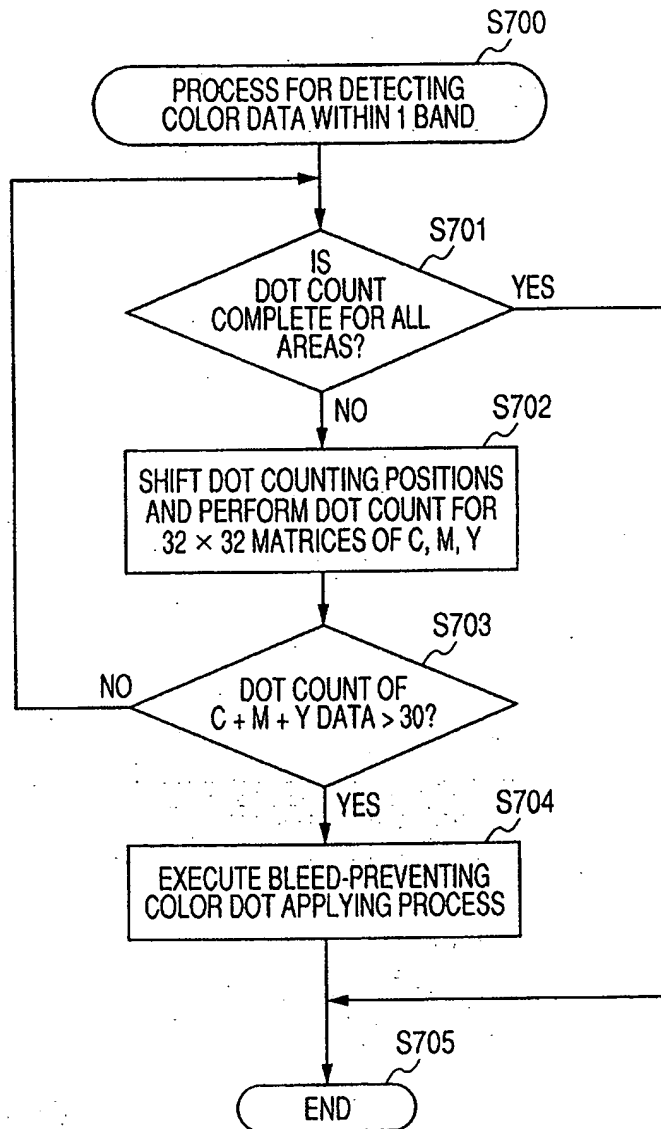 S700
PROCESS FOR DETECTING
COLOR DATA WITHIN 1 BAND
S701
IS
DOT COUNT
COMPLETE FOR ALL
AREAS?
YES
NO
S702
SHIFT DOT COUNTING POSITIONS
AND PERFORM DOT COUNT FOR
32 × 32 MATRICES OF C, M, Y
S703
NO
DOT COUNT OF
C + M + Y DATA > 30?
YES
S704
EXECUTE BLEED-PREVENTING
COLOR DOT APPLYING PROCESS
S705
END